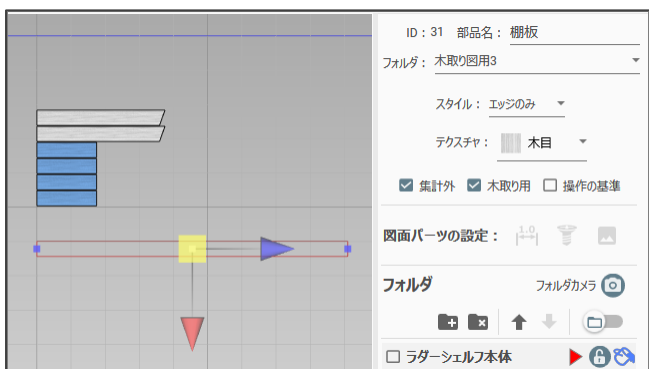 ID : 31 部品名 : 棚板
フォルダ : 木取り図用3
スタイル : エッジのみ
テクスチャ : 木目
集計外 木取り用 操作の基準
図面パーツの設定 : 1.0
フォルダ フォルダカメラ
ラダーシェルフ本体